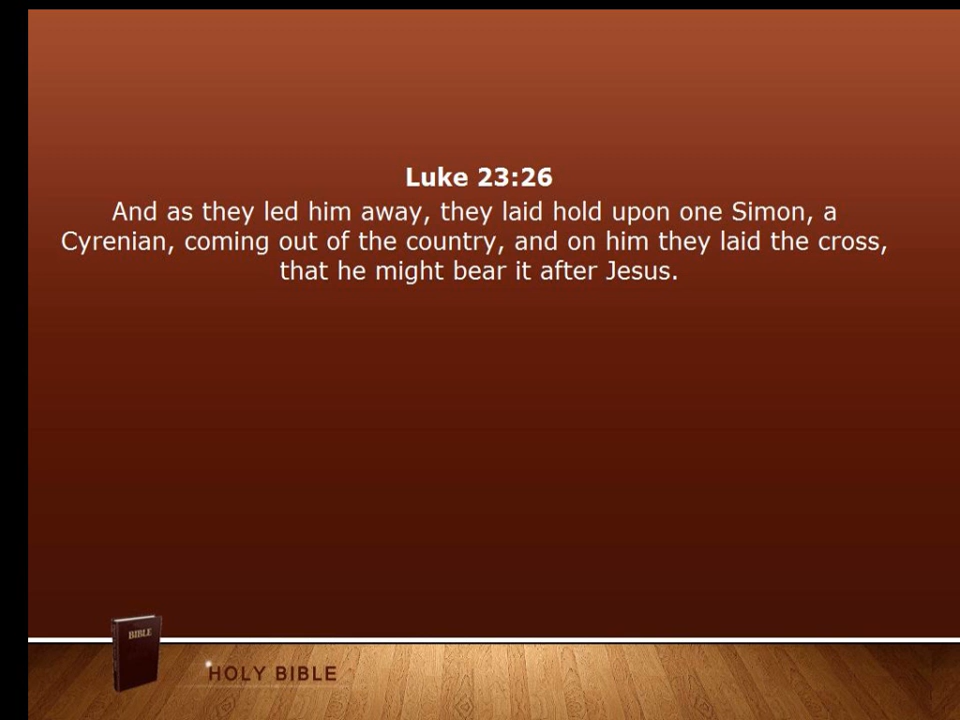 Luke 23:26
And as they led him away, they laid hold upon one Simon, a
Cyrenian, coming out of the country, and on him they laid the cross,
that he might bear it after Jesus.
BIBLE
HOLY BIBLE